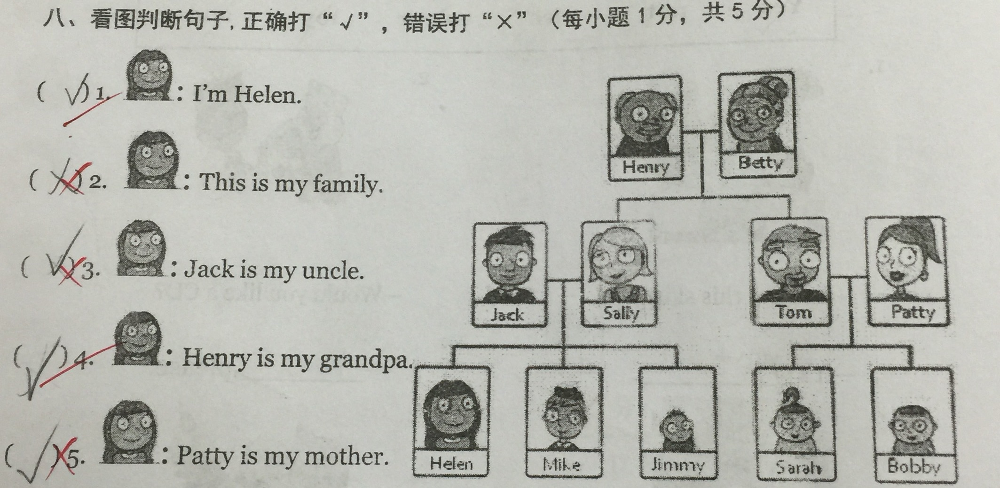 八、看图判断句子,正确打“√”，错误打“×”（每小题1分，共5分）
( √ ) 1. : I'm Helen.
( × ) 2. : This is my family.
( √ ) 3. : Jack is my uncle.
( √ ) 4. : Henry is my grandpa.
( √ ) 5. : Patty is my mother.
Henry Betty
Jack Sally Tom Patty
Helen Mike Jimmy Sarah Bobby